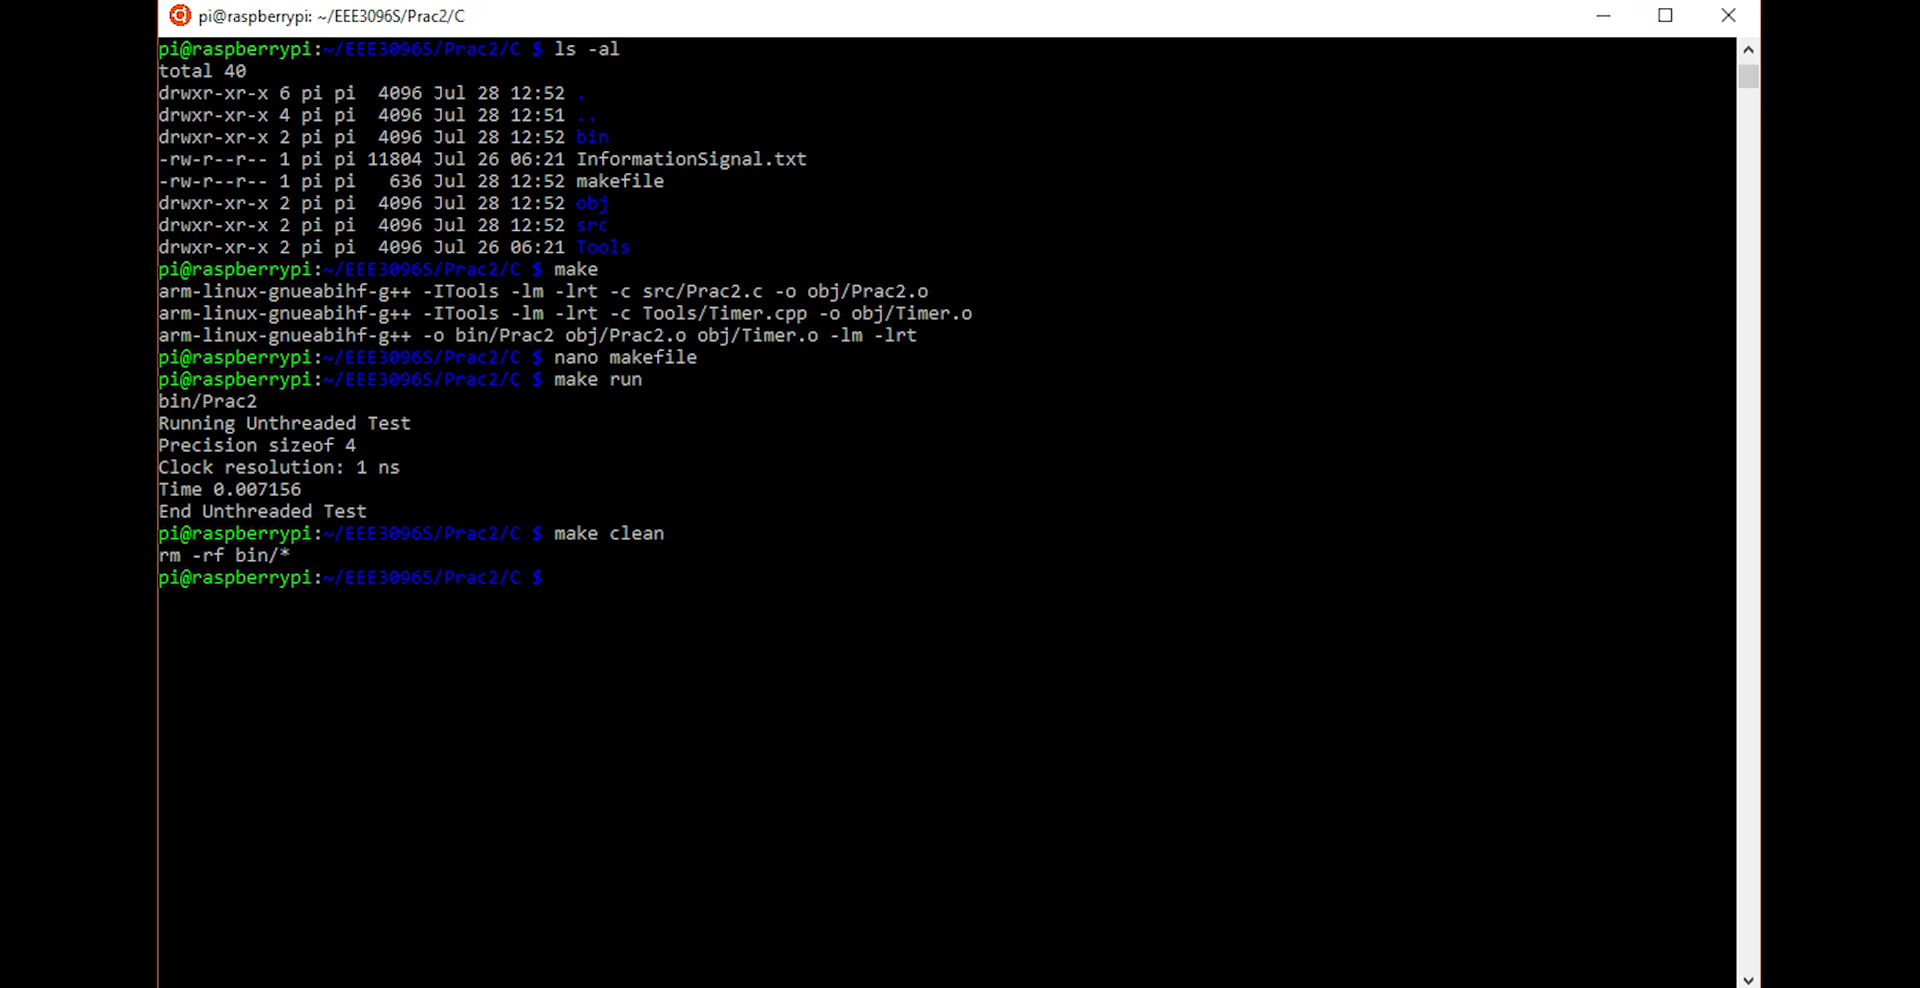 pi@raspberrypi: ~/EEE3096S/Prac2/C
pi@raspberrypi:~/EEE3096S/Prac2/C $ ls -al
total 40
drwxr-xr-x 6 pi pi  4096 Jul 28 12:52 .
drwxr-xr-x 4 pi pi  4096 Jul 28 12:51 ..
drwxr-xr-x 2 pi pi  4096 Jul 28 12:52 bin
-rw-r--r-- 1 pi pi 11804 Jul 26 06:21 InformationSignal.txt
-rw-r--r-- 1 pi pi   636 Jul 28 12:52 makefile
drwxr-xr-x 2 pi pi  4096 Jul 28 12:52 obj
drwxr-xr-x 2 pi pi  4096 Jul 28 12:52 src
drwxr-xr-x 2 pi pi  4096 Jul 26 06:21 Tools
pi@raspberrypi:~/EEE3096S/Prac2/C $ make
arm-linux-gnueabihf-g++ -ITools -lm -lrt -c src/Prac2.c -o obj/Prac2.o
arm-linux-gnueabihf-g++ -ITools -lm -lrt -c Tools/Timer.cpp -o obj/Timer.o
arm-linux-gnueabihf-g++ -o bin/Prac2 obj/Prac2.o obj/Timer.o -lm -lrt
pi@raspberrypi:~/EEE3096S/Prac2/C $ nano makefile
pi@raspberrypi:~/EEE3096S/Prac2/C $ make run
bin/Prac2
Running Unthreaded Test
Precision sizeof 4
Clock resolution: 1 ns
Time 0.007156
End Unthreaded Test
pi@raspberrypi:~/EEE3096S/Prac2/C $ make clean
rm -rf bin/*
pi@raspberrypi:~/EEE3096S/Prac2/C $